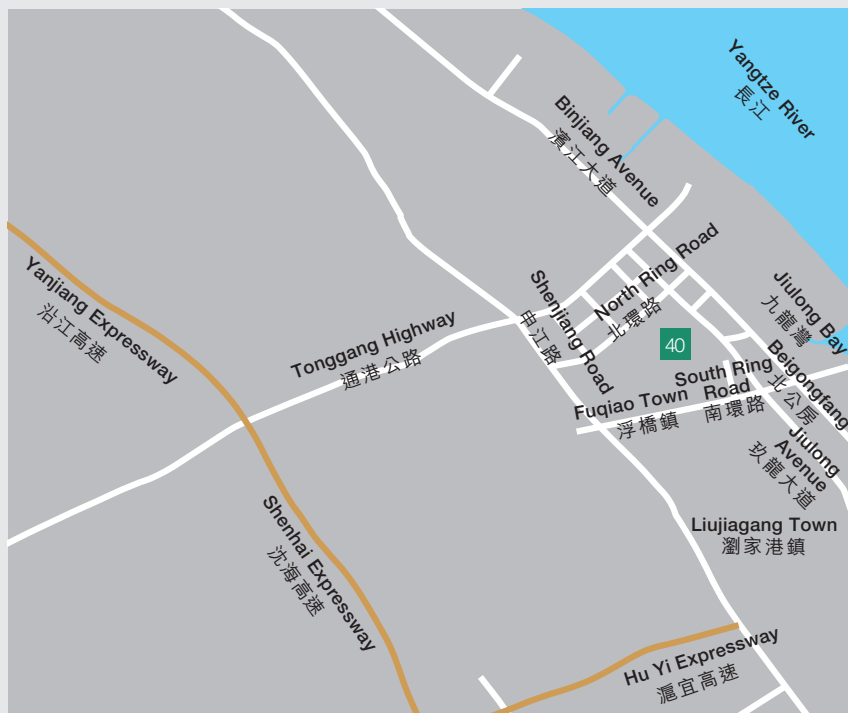 Yangtze River
長江
Binjiang Avenue
濱江大道
North Ring Road
北環路
Shenjiang Road
申江路
Jiulong Bay
九龍灣
Yanjiang Expressway
沿江高速
Tonggang Highway
通港公路
40
Beigongfang
北公房
South Ring
Road
南環路
Fuqiao Town
浮橋鎮
Jiulong
Avenue
玖龍大道
Liujiagang Town
瀏家港鎮
Shenhai Expressway
沈海高速
Hu Yi Expressway
滬宜高速